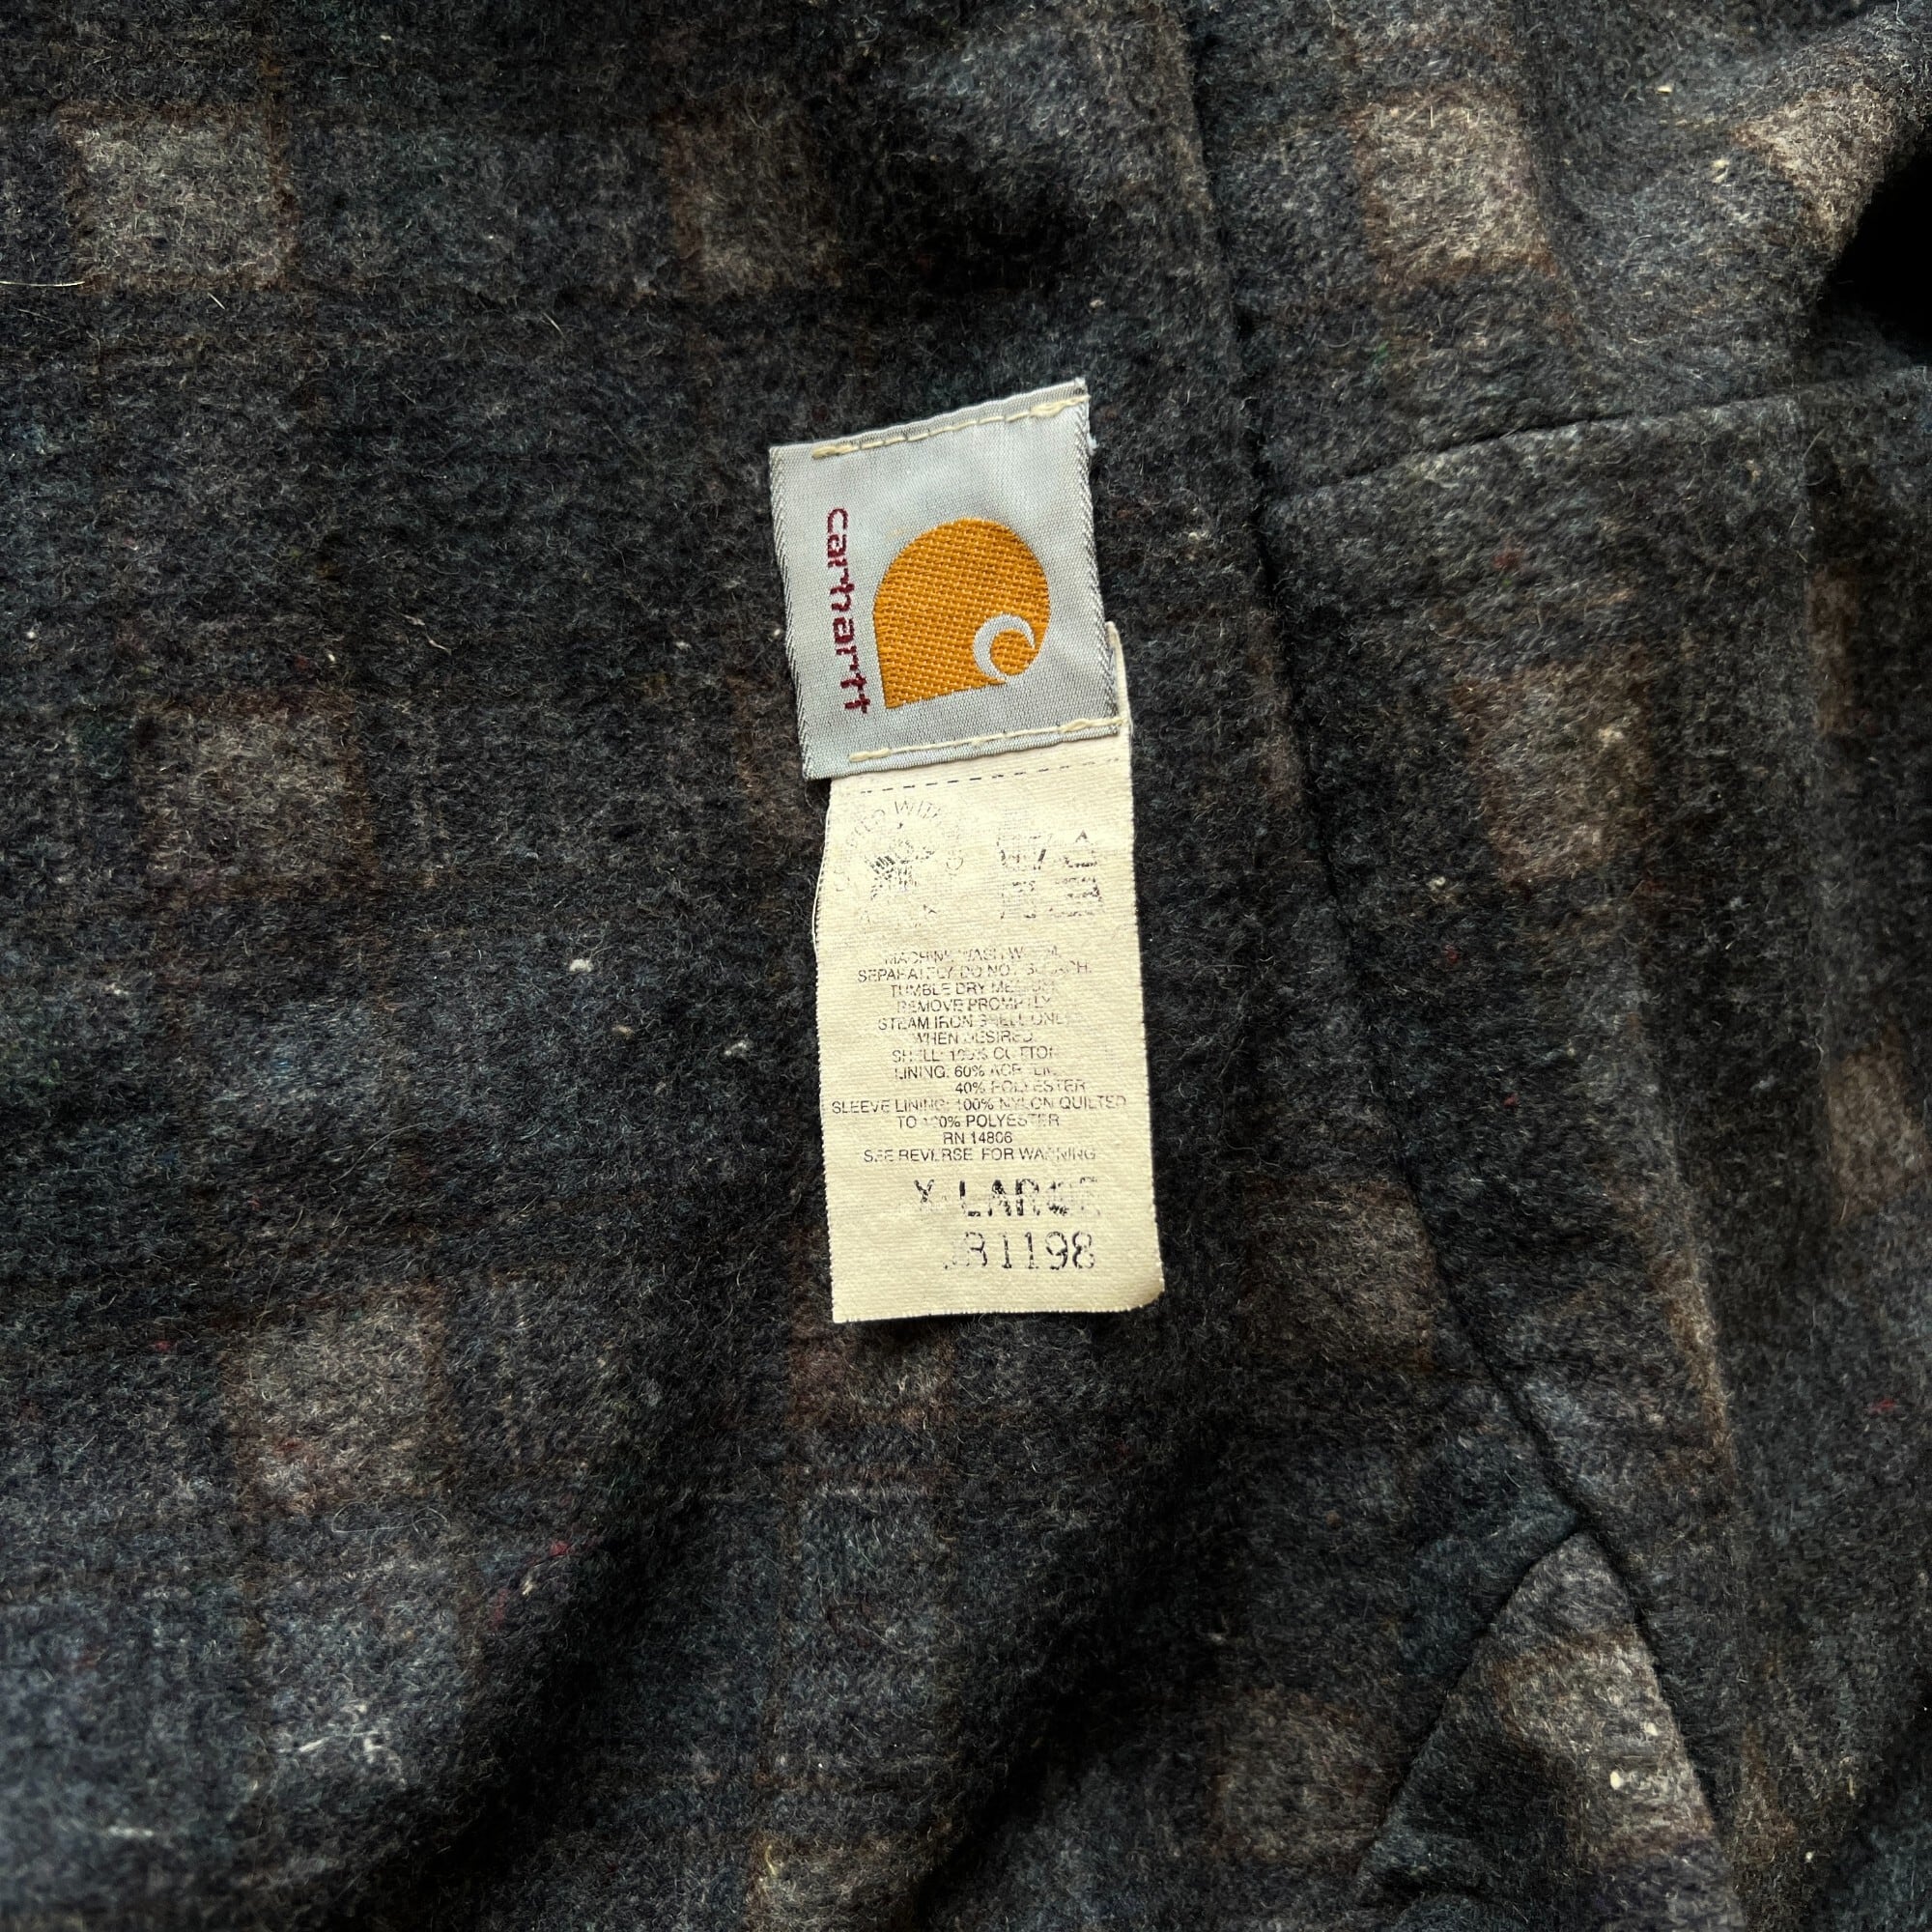 carhartt
MACHINE WASH WARM
SEPARATELY DO NOT BLEACH.
TUMBLE DRY MEDIUM
REMOVE PROMPTLY
STEAM IRON SHELL ONLY
WHEN DESIRED
SHELL: 100% COTTON
LINING: 60% ACRYLIC
40% POLYESTER
SLEEVE LINING: 100% NYLON QUILTED
TO 100% POLYESTER
RN 14806
SEE REVERSE FOR WARNING
X-LARGE